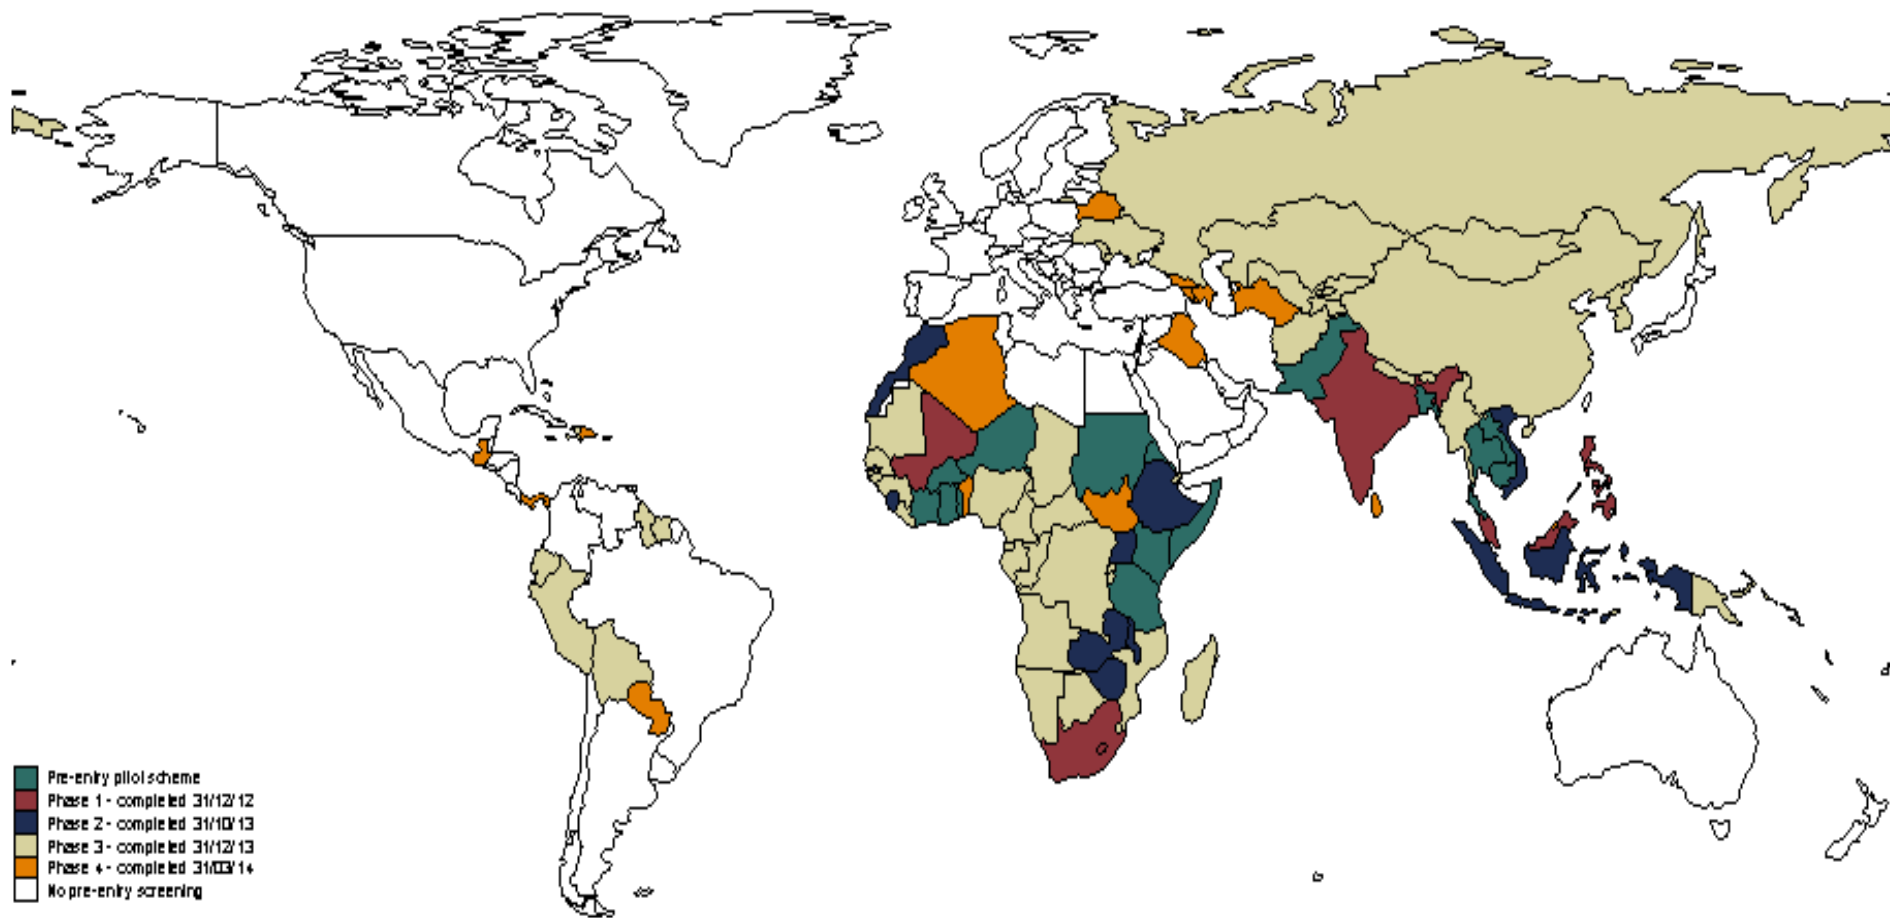 Pre-entry pilot scheme
Phase 1 - completed 31/12/12
Phase 2 - completed 31/10/13
Phase 3 - completed 31/12/13
Phase 4 - completed 31/03/14
No pre-entry screening